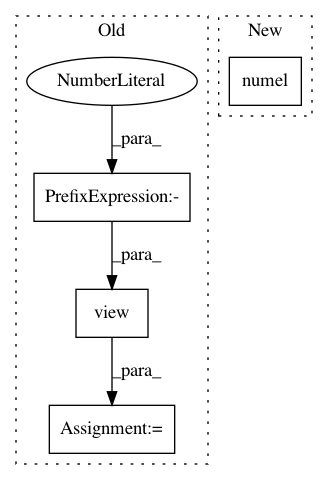 Old
New
NumberLiteral
numel
_para_
PrefixExpression:-
_para_
view
_para_
Assignment:=